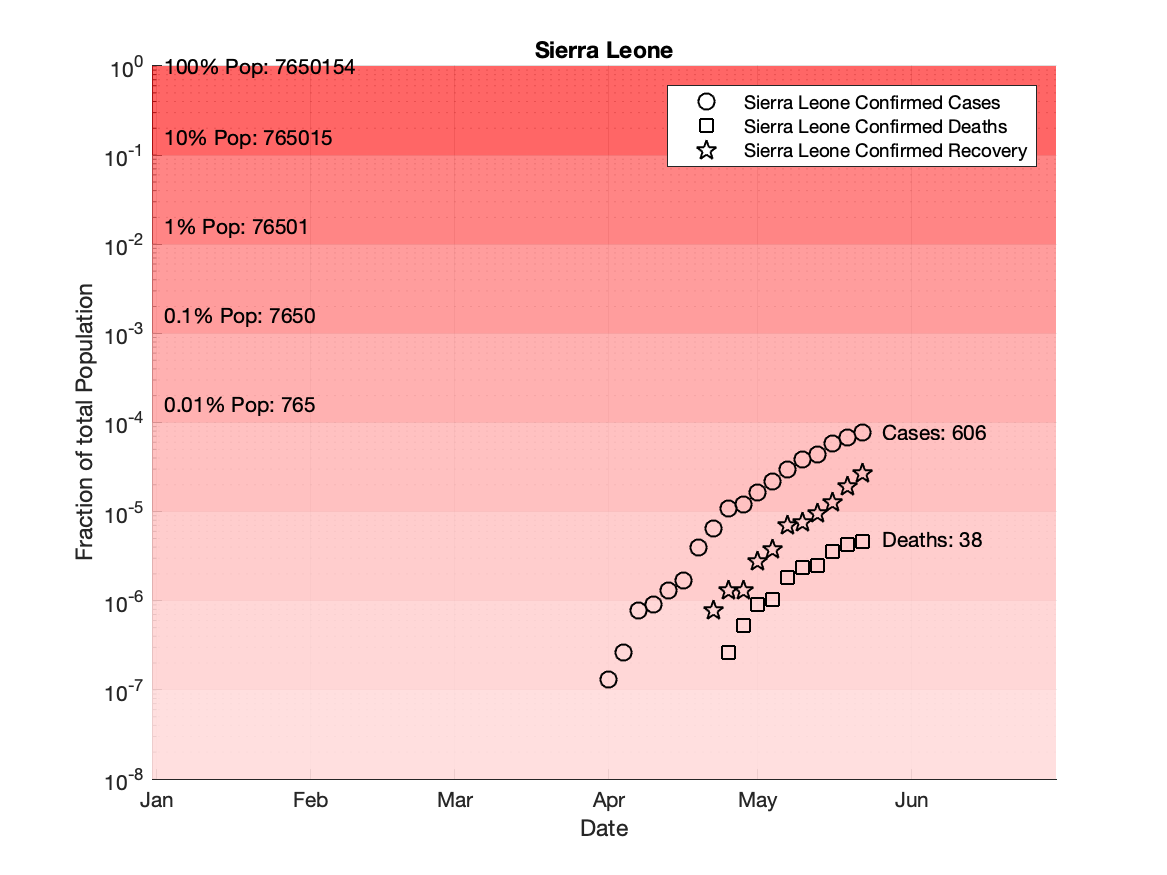 Sierra Leone
10^0
100% Pop: 7650154
Sierra Leone Confirmed Cases
Sierra Leone Confirmed Deaths
Sierra Leone Confirmed Recovery
10% Pop: 765015
10^-1
1% Pop: 76501
10^-2
0.1% Pop: 7650
10^-3
0.01% Pop: 765
10^-4
Cases: 606
10^-5
Deaths: 38
10^-6
10^-7
10^-8
Fraction of total Population
Jan Feb Mar Apr May Jun
Date